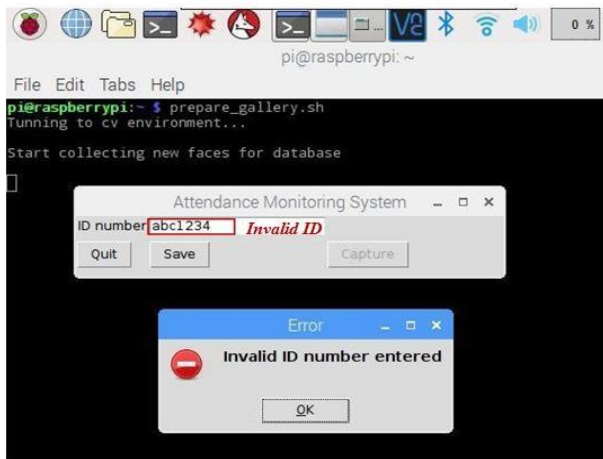 0 %
pi@raspberrypi: ~
File Edit Tabs Help
pi@raspberrypi:~ $ prepare_gallery.sh
Tunning to cv environment...
Start collecting new faces for database
Attendance Monitoring System
ID number abc1234 Invalid ID
Quit Save Capture
Error
Invalid ID number entered
OK